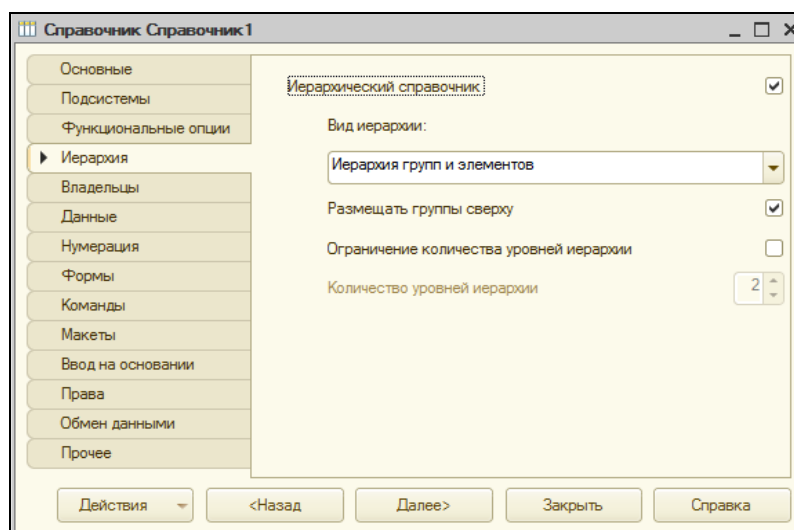 Справочник Справочник1
Основные
Подсистемы
Функциональные опции
Иерархия
Владельцы
Данные
Нумерация
Формы
Команды
Макеты
Ввод на основании
Права
Обмен данными
Прочее
Иерархический справочник
Вид иерархии:
Иерархия групп и элементов
Размещать группы сверху
Ограничение количества уровней иерархии
Количество уровней иерархии 2
Действия <Назад Далее> Закрыть Справка